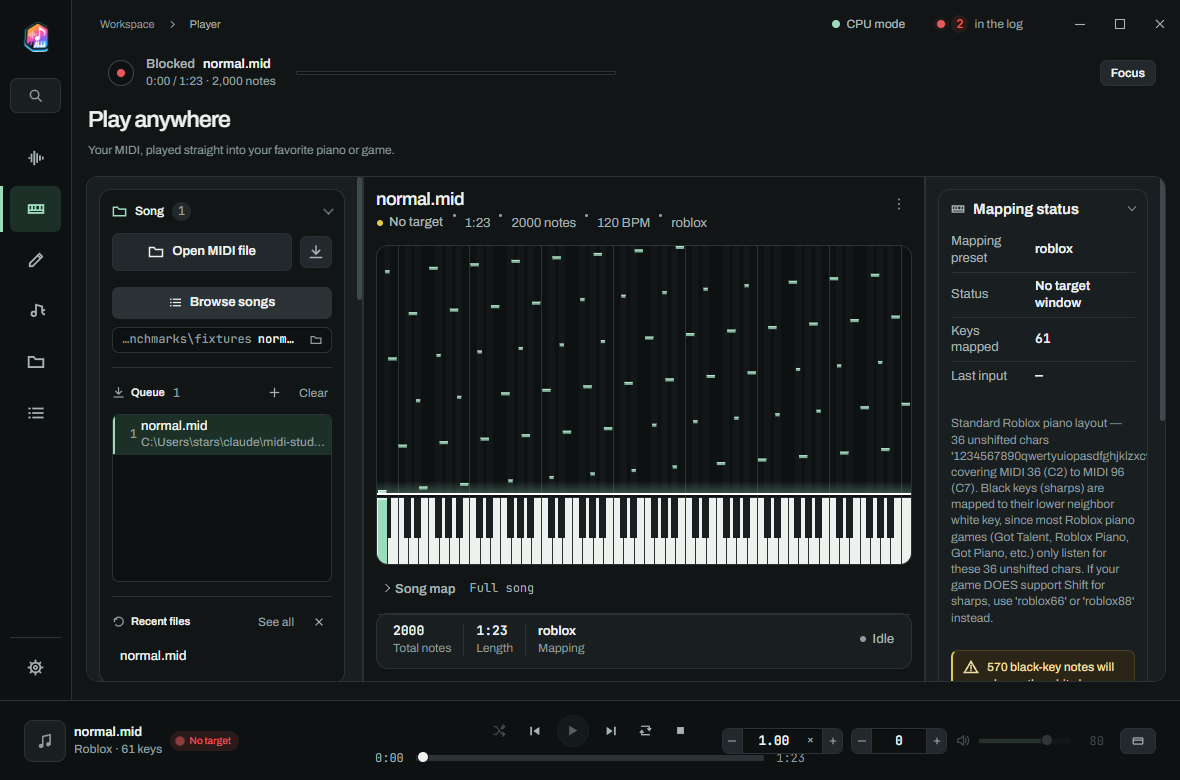 Workspace > Player
CPU mode
2 in the log
Blocked normal.mid
0:00 / 1:23 · 2,000 notes
Focus
Play anywhere
Your MIDI, played straight into your favorite piano or game.
Song 1
Open MIDI file
Browse songs
…nchmarks\fixtures norm…
Queue 1
+ Clear
1 normal.mid
C:\Users\stars\claude\midi-stud…
Recent files
See all ×
normal.mid
normal.mid
No target • 1:23 • 2000 notes • 120 BPM • roblox
> Song map Full song
2000
Total notes
1:23
Length
roblox
Mapping
Idle
Mapping status
Mapping preset
roblox
Status
No target window
Keys mapped
61
Last input
–
Standard Roblox piano layout —
36 unshifted chars
'1234567890qwertyuiopasdfghjklzxc
covering MIDI 36 (C2) to MIDI 96
(C7). Black keys (sharps) are
mapped to their lower neighbor
white key, since most Roblox piano
games (Got Talent, Roblox Piano,
Got Piano, etc.) only listen for
these 36 unshifted chars. If your
game DOES support Shift for
sharps, use 'roblox66' or 'roblox88'
instead.
570 black-key notes will
normal.mid
Roblox · 61 keys
No target
0:00
1:23
− 1.00 × +
− 0 +
80